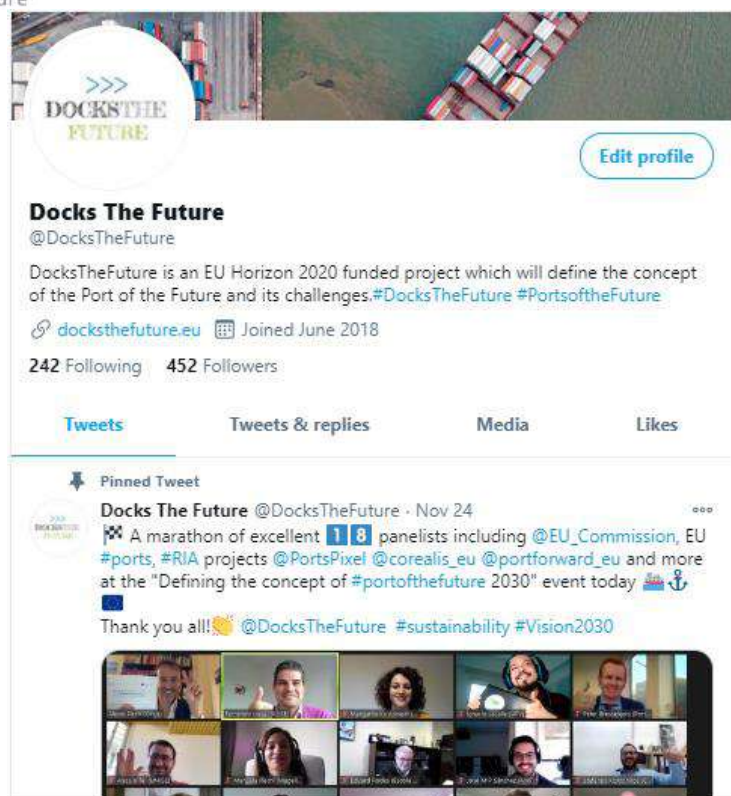 >>>
DOCKSTHE
FUTURE
Edit profile
Docks The Future
@DocksTheFuture
DocksTheFuture is an EU Horizon 2020 funded project which will define the concept
of the Port of the Future and its challenges.#DocksTheFuture #PortsoftheFuture
docksthefuture.eu Joined June 2018
242 Following 452 Followers
Tweets Tweets & replies Media Likes
Pinned Tweet
Docks The Future @DocksTheFuture · Nov 24
🏁 A marathon of excellent 1️⃣8️⃣ panelists including @EU_Commission, EU
#ports, #RIA projects @PortsPixel @corealis_eu @portforward_eu and more
at the "Defining the concept of #portofthefuture 2030" event today 🚢⚓
🇪🇺
Thank you all!👏 @DocksTheFuture #sustainability #Vision2030